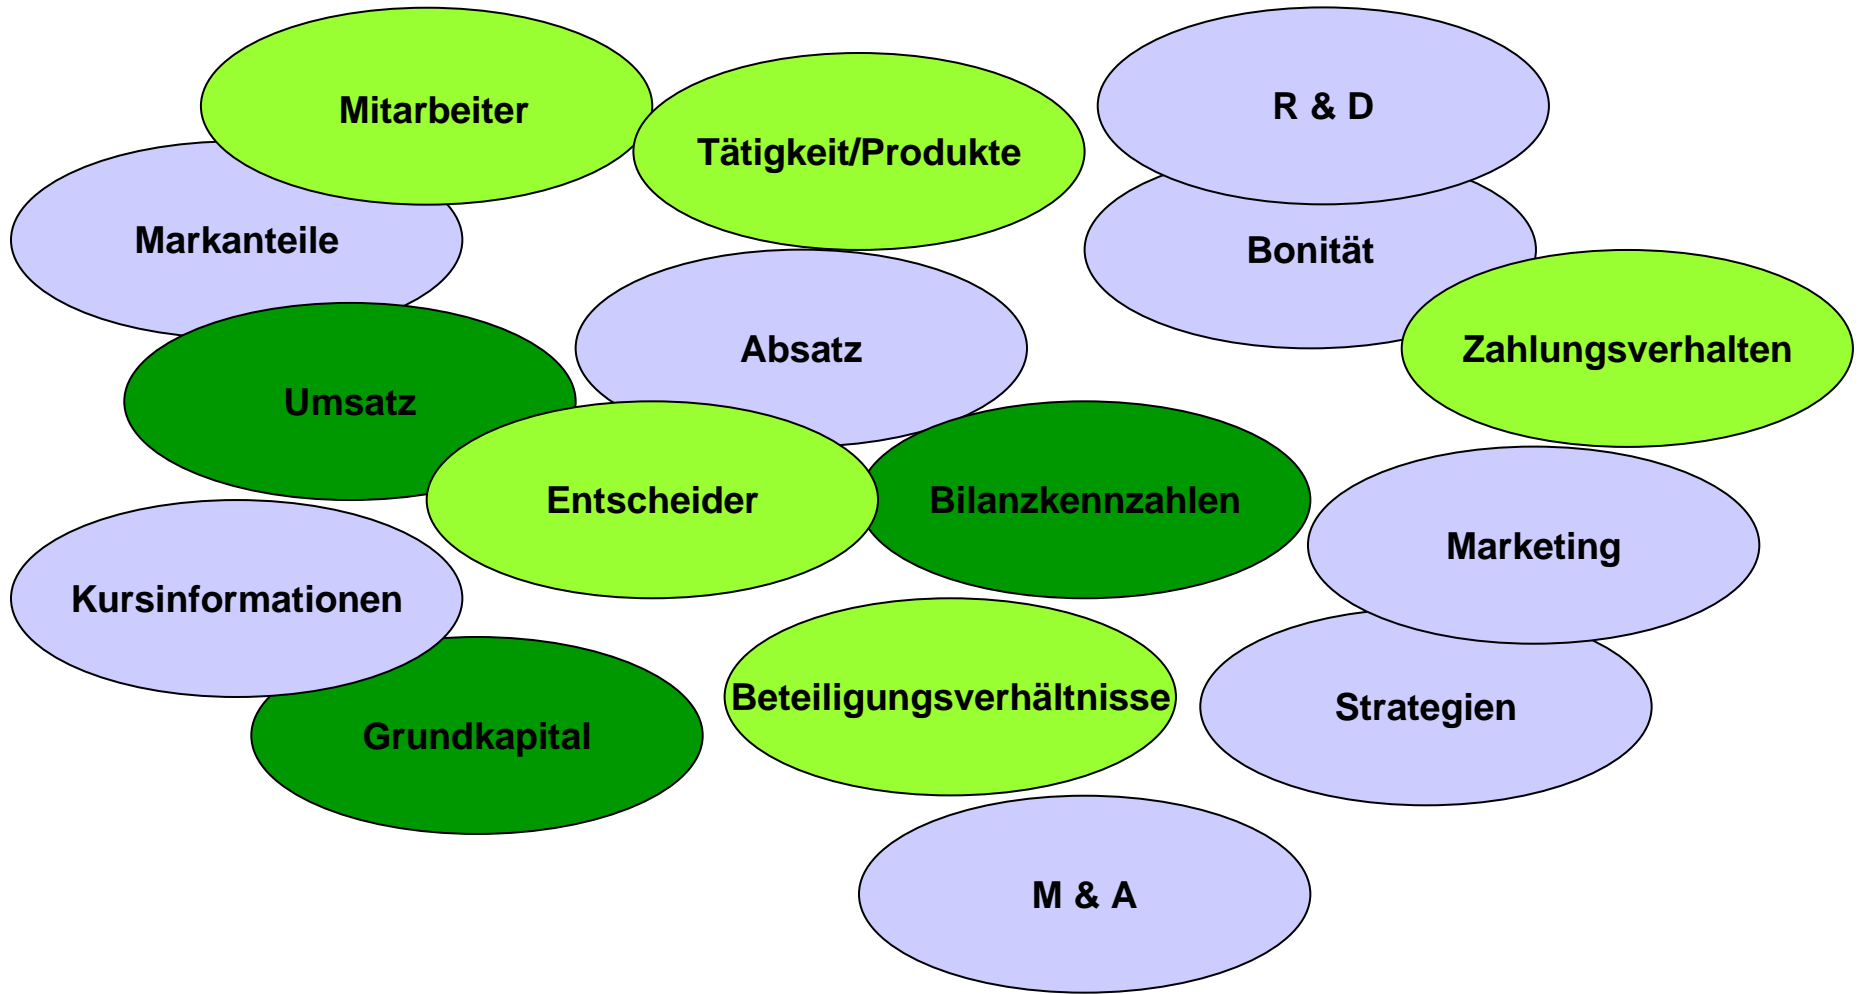 Mitarbeiter
Tätigkeit/Produkte
R & D
Markanteile
Bonität
Absatz
Zahlungsverhalten
Umsatz
Entscheider
Bilanzkennzahlen
Marketing
Kursinformationen
Beteiligungsverhältnisse
Strategien
Grundkapital
M & A